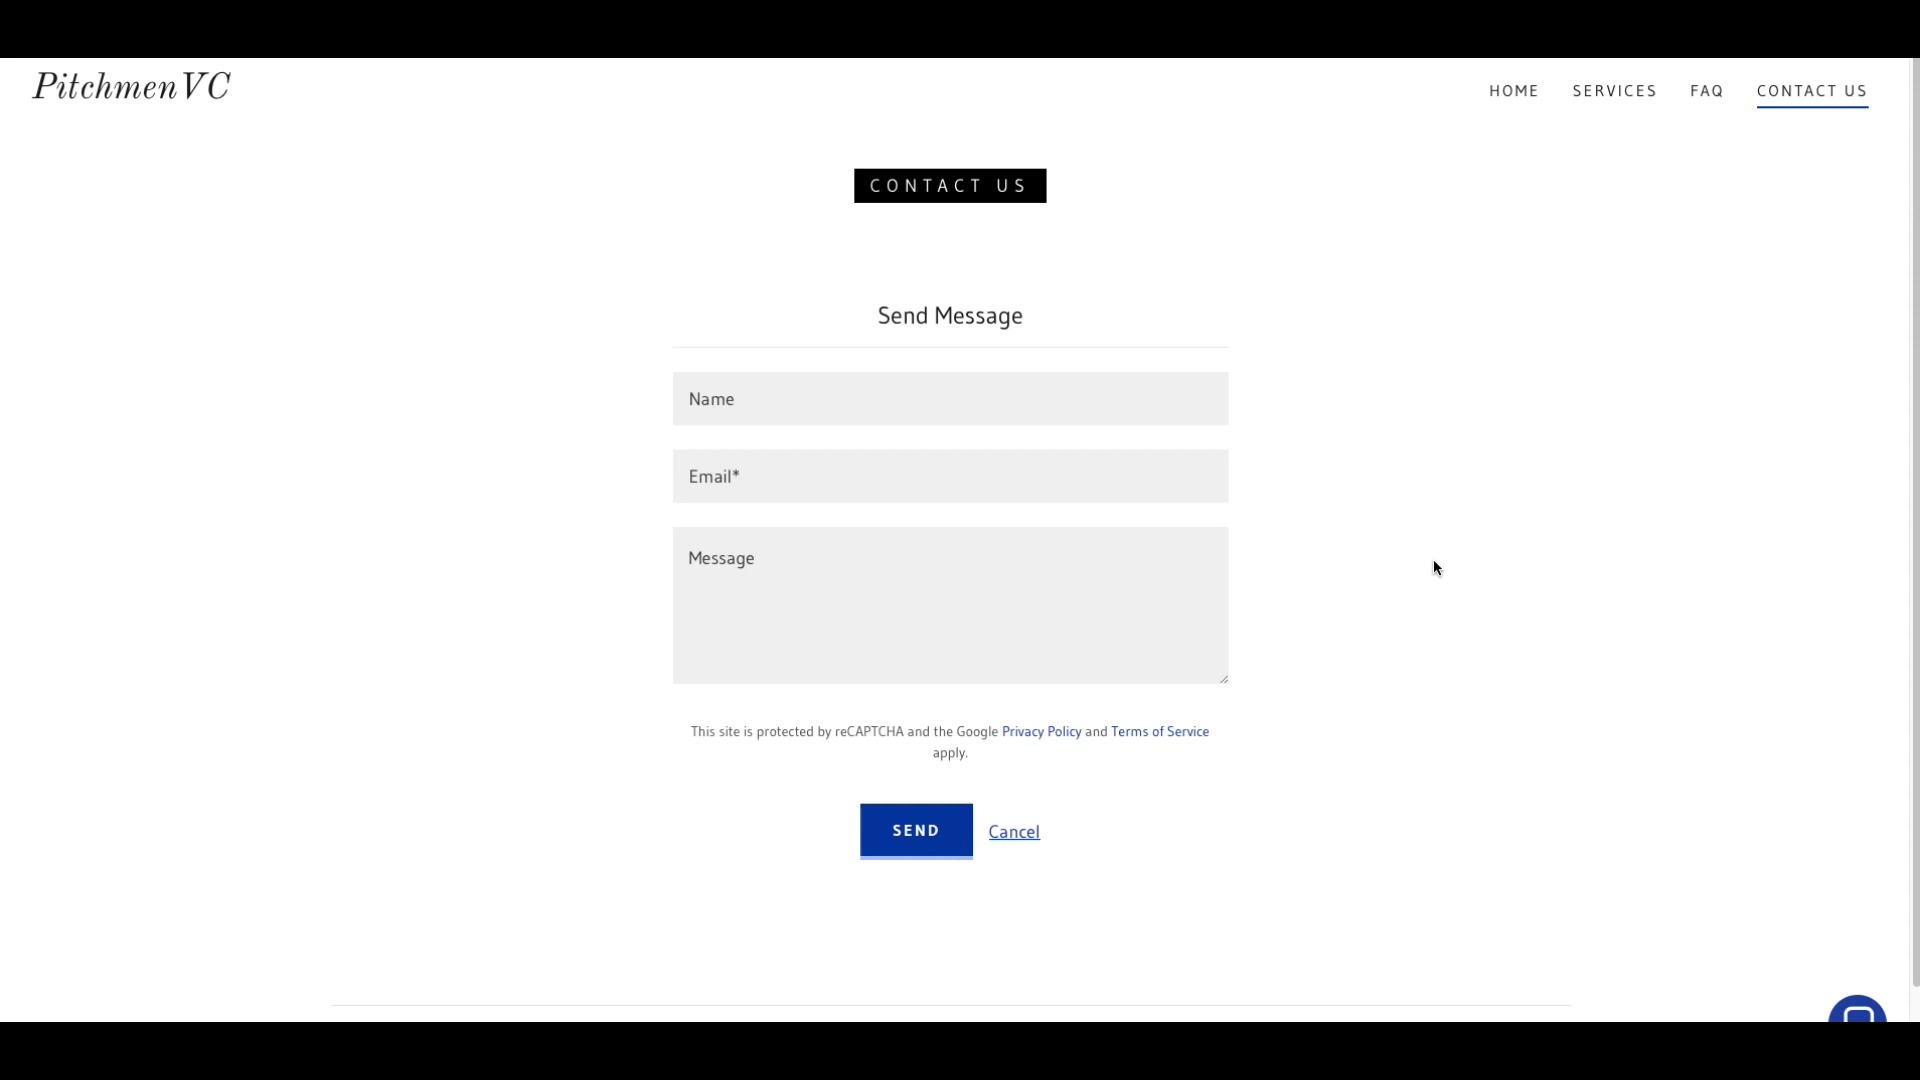 PitchmenVC
HOME SERVICES FAQ CONTACT US
CONTACT US
Send Message
Name
Email*
Message
This site is protected by reCAPTCHA and the Google Privacy Policy and Terms of Service
apply.
SEND Cancel